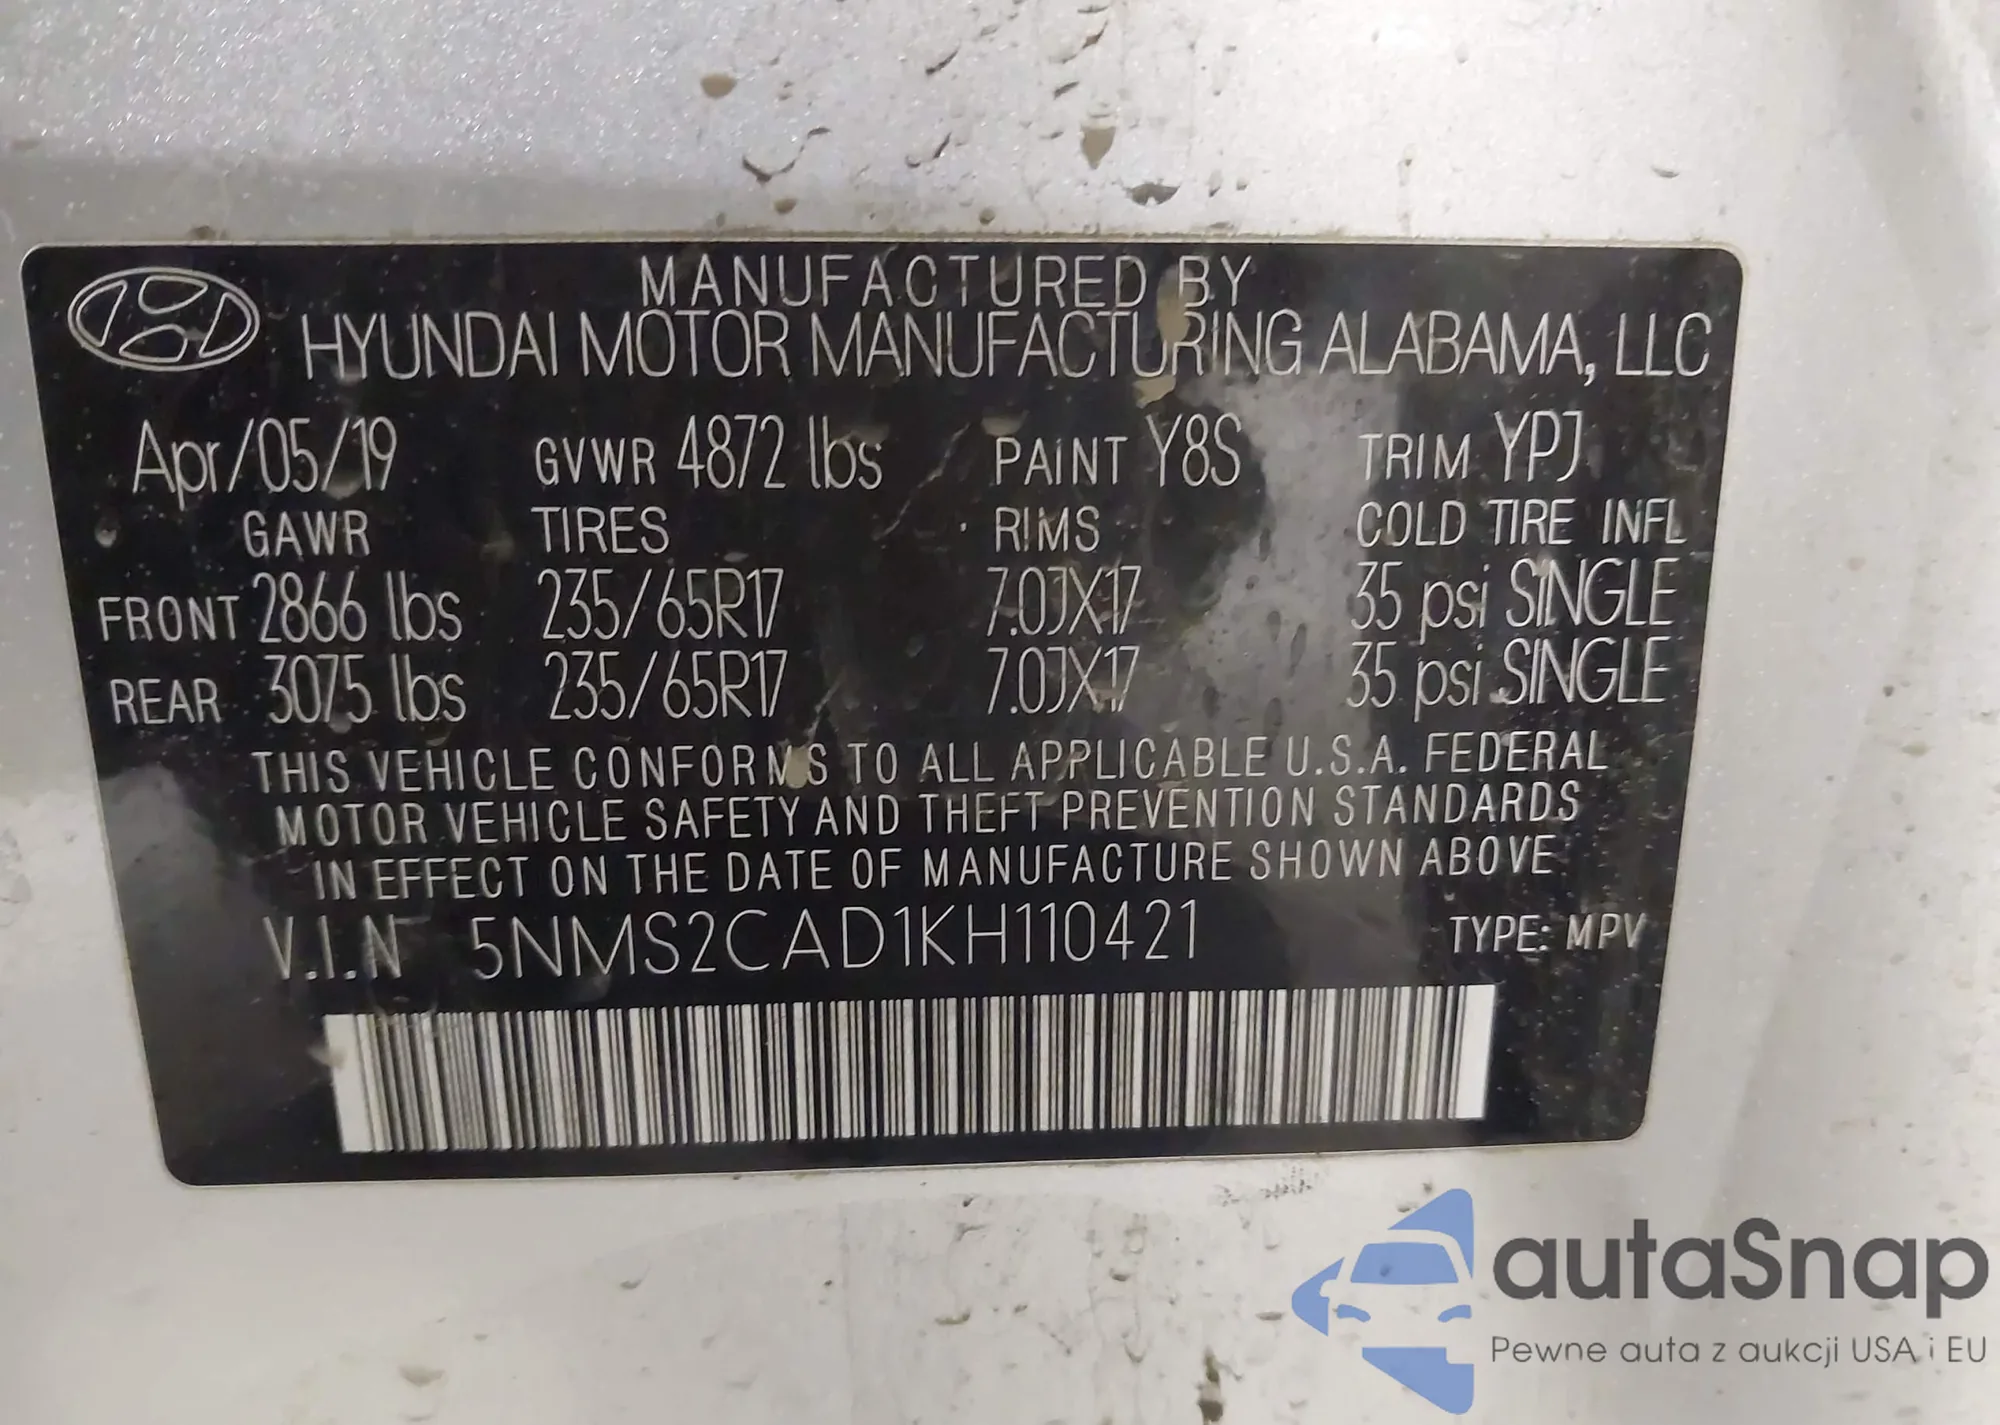 MANUFACTURED BY
HYUNDAI MOTOR MANUFACTURING ALABAMA, LLC
Apr/05/19 GVWR 4872 lbs PAINT Y8S TRIM YPJ
GAWR TIRES RIMS COLD TIRE INFL
FRONT 2866 lbs 235/65R17 7.0JX17 35 psi SINGLE
REAR 3075 lbs 235/65R17 7.0JX17 35 psi SINGLE
THIS VEHICLE CONFORMS TO ALL APPLICABLE U.S.A. FEDERAL
MOTOR VEHICLE SAFETY AND THEFT PREVENTION STANDARDS
IN EFFECT ON THE DATE OF MANUFACTURE SHOWN ABOVE
V.I.N 5NMS2CAD1KH110421 TYPE: MPV
autaSnap
Pewne auta z aukcji USA i EU